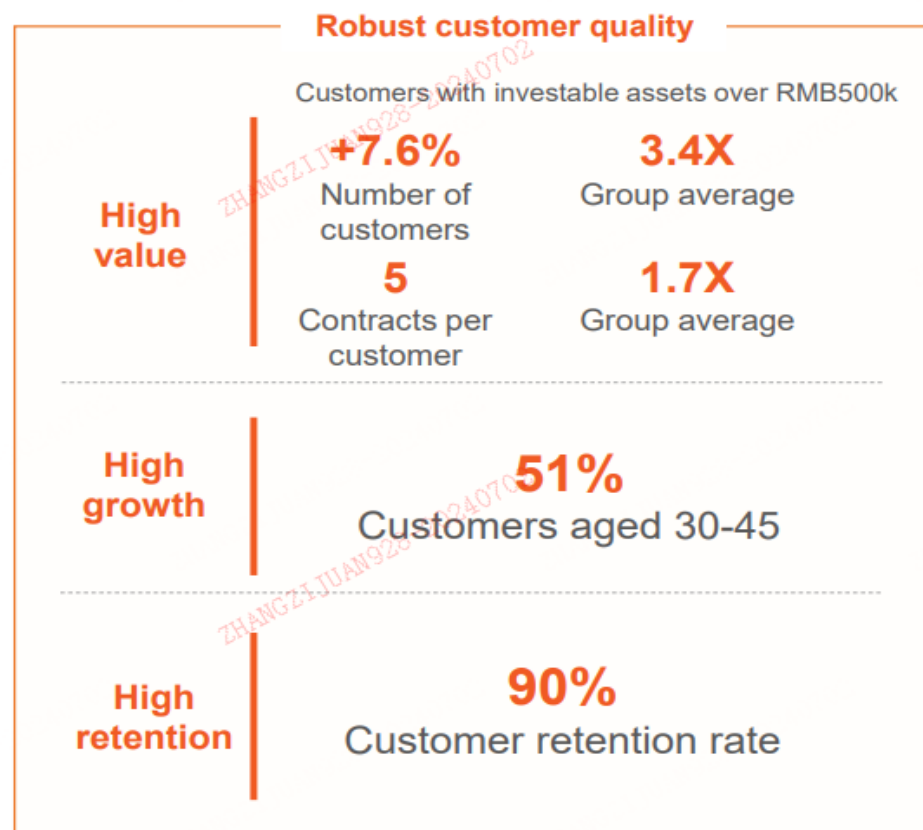 Robust customer quality
Customers with investable assets over RMB500k
High
value
+7.6%
Number of
customers
3.4X
Group average
5
Contracts per
customer
1.7X
Group average
High
growth
51%
Customers aged 30-45
High
retention
90%
Customer retention rate
ZHANGZIJUAN928-20240702
ZHANGZIJUAN928-20240702